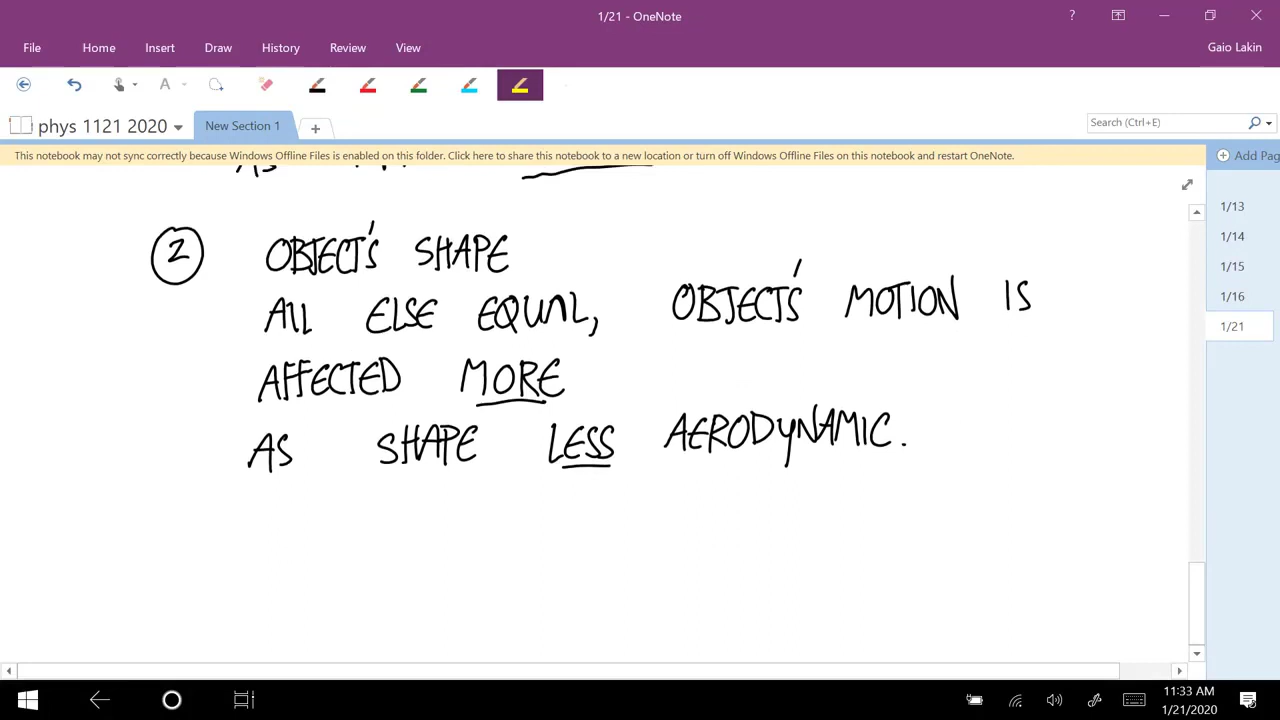 1/21 - OneNote
?
File Home Insert Draw History Review View
Gaio Lakin
A
phys 1121 2020
New Section 1
Search (Ctrl+E)
This notebook may not sync correctly because Windows Offline Files is enabled on this folder. Click here to share this notebook to a new location or turn off Windows Offline Files on this notebook and restart OneNote.
Add Pag
1/13
1/14
1/15
1/16
1/21
AS
2 OBJECT'S SHAPE
ALL ELSE EQUAL, OBJECT'S MOTION IS
AFFECTED MORE
AS SHAPE LESS AERODYNAMIC.
11:33 AM
1/21/2020